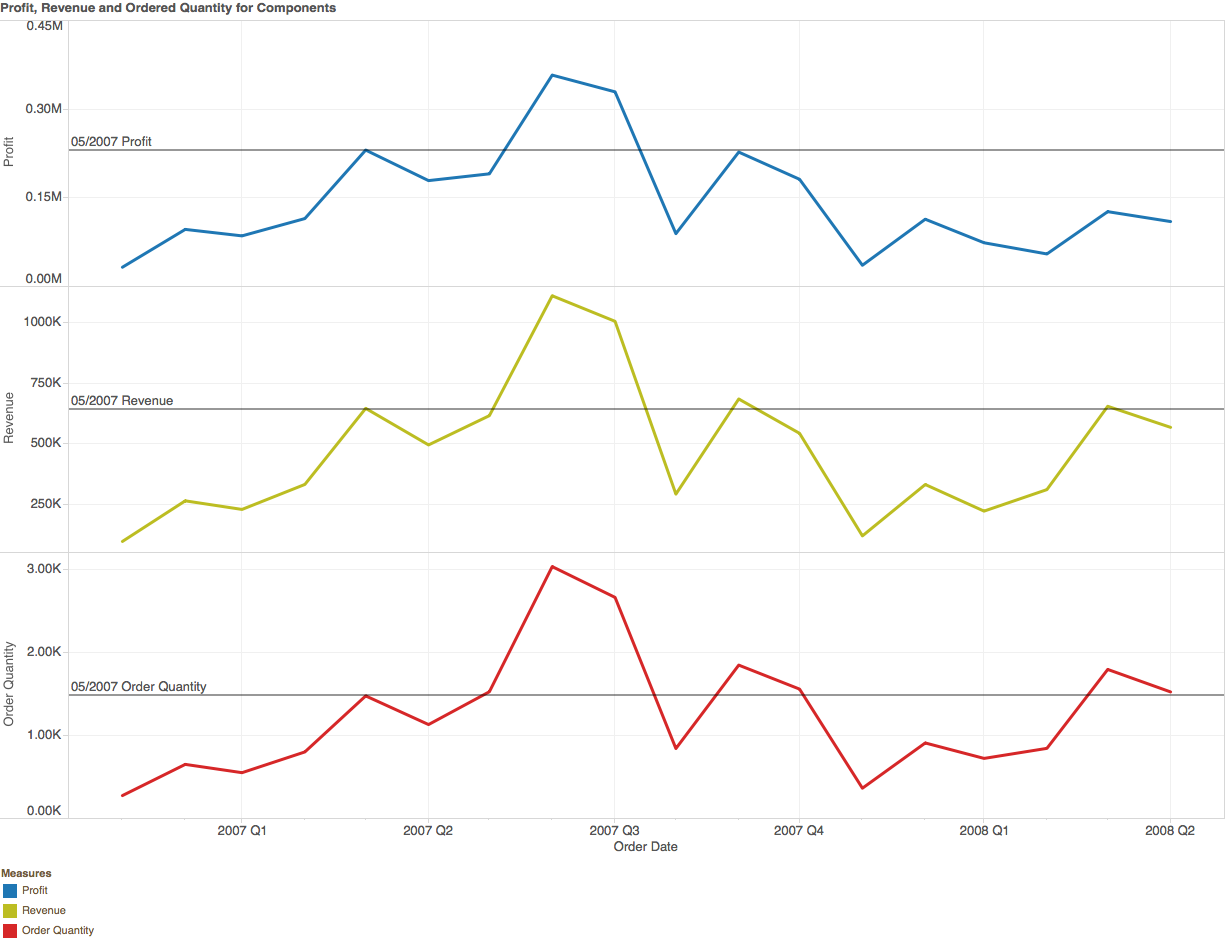 Profit, Revenue and Ordered Quantity for Components
0.45M
0.30M
0.15M
0.00M
Profit
05/2007 Profit
1000K
750K
500K
250K
Revenue
05/2007 Revenue
3.00K
2.00K
1.00K
0.00K
Order Quantity
05/2007 Order Quantity
2007 Q1 2007 Q2 2007 Q3 2007 Q4 2008 Q1 2008 Q2
Order Date
Measures
Profit
Revenue
Order Quantity